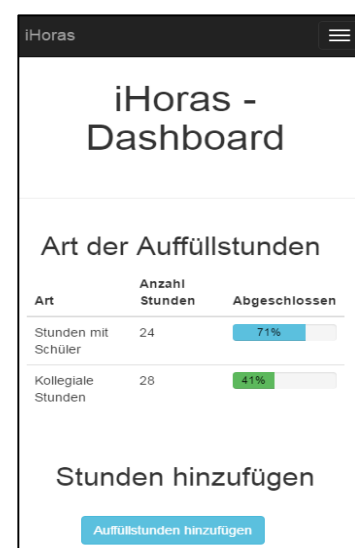 iHoras
iHoras -
Dashboard
Art der Auffüllstunden
Anzahl
Art Stunden Abgeschlossen
Stunden mit 24 71%
Schüler
Kollegiale 28 41%
Stunden
Stunden hinzufügen
Auffüllstunden hinzufügen